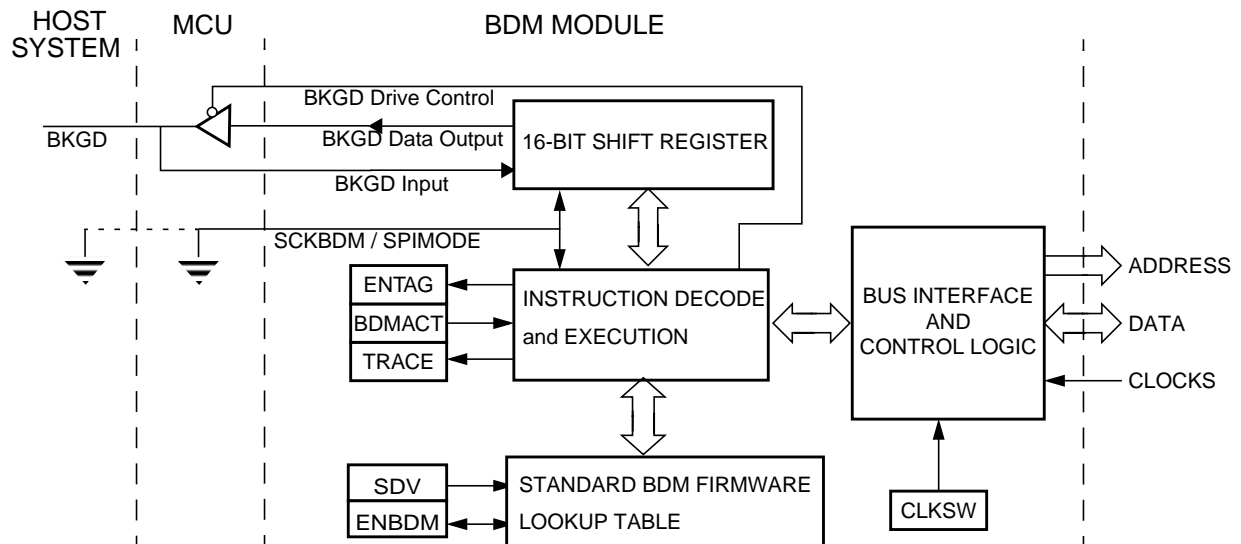 HOST
SYSTEM
MCU
BDM MODULE
BKGD Drive Control
BKGD
BKGD Data Output
16-BIT SHIFT REGISTER
BKGD Input
SCKBDM / SPIMODE
ENTAG
BDMACT
TRACE
INSTRUCTION DECODE
and EXECUTION
BUS INTERFACE
AND
CONTROL LOGIC
ADDRESS
DATA
CLOCKS
SDV
ENBDM
STANDARD BDM FIRMWARE
LOOKUP TABLE
CLKSW